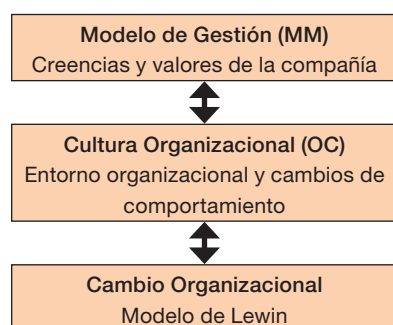 Modelo de Gestión (MM)
Creencias y valores de la compañía
Cultura Organizacional (OC)
Entorno organizacional y cambios de
comportamiento
Cambio Organizacional
Modelo de Lewin